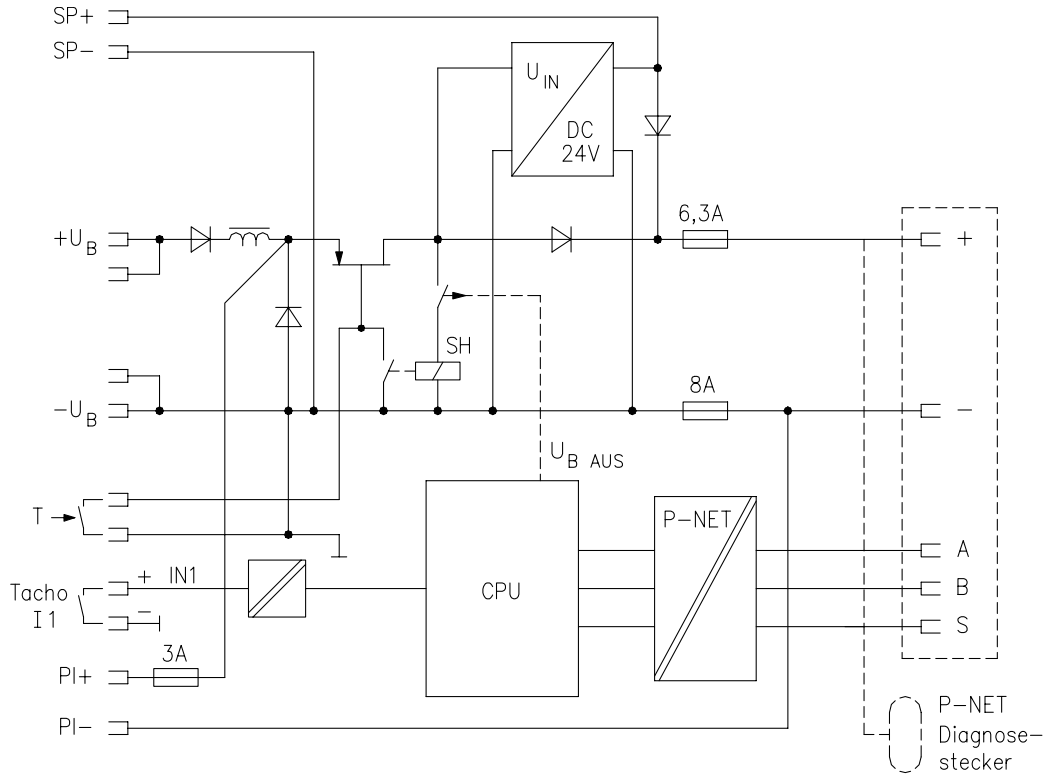 SP+
SP-
U IN
DC
24V
6,3A
+U B
+
SH
8A
-U B
-
U B AUS
T
P-NET
A
+ IN1
CPU
B
Tacho
I1
-
S
3A
PI+
PI-
P-NET
Diagnose-
stecker